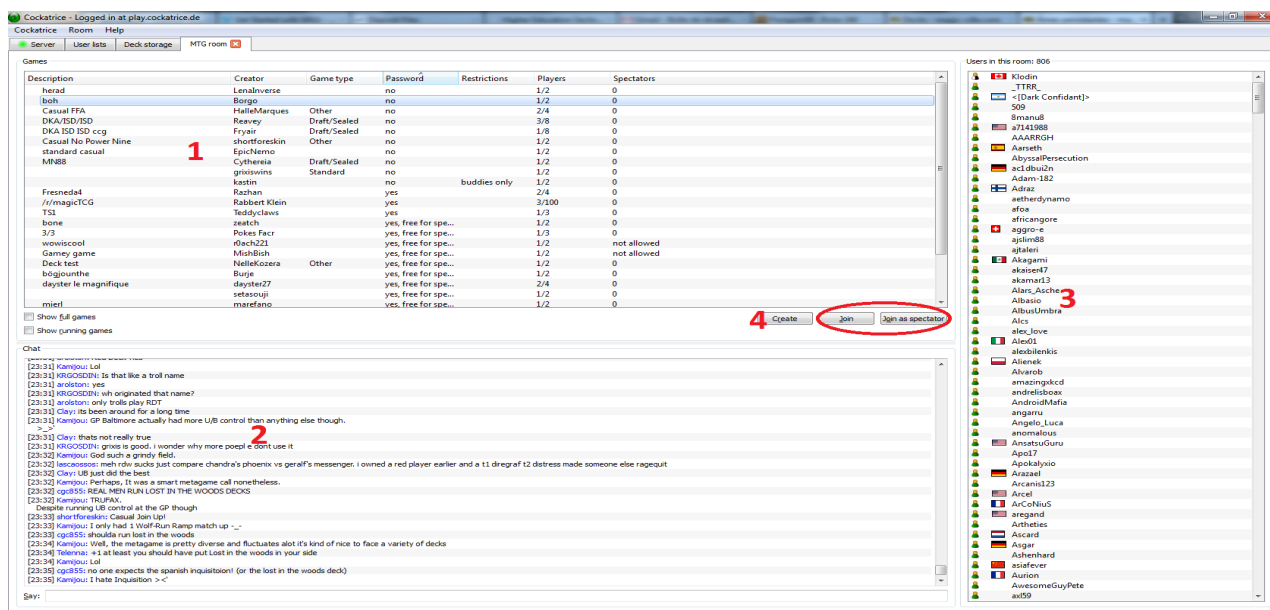 Cockatrice - Logged in at play.cockatrice.de
Cockatrice Room Help
Server User lists Deck storage MTG room
Games
Description Creator Game type Password Restrictions Players Spectators
herad LenaInverse no 1/2 0
boh Borgo no 1/2 0
Casual FFA HalleMarques Other no 2/4 0
DKA/ISD/ISD Reavey Draft/Sealed no 3/8 0
DKA ISD ISD ccg Fryair Draft/Sealed no 1/8 0
Casual No Power Nine shortforeskin Other no 1/2 0
standard casual EpicNemo no 1/2 0
MN88 Cythereia Draft/Sealed no 1/2 0
grixiswins Standard no 1/2 0
kastin no buddies only 1/2 0
Fresneda4 Razhan yes 2/4 0
/r/magicTCG Rabbert Klein yes 3/100 0
TS1 Teddyclaws yes 1/3 0
bone zeatch yes, free for spe... 1/2 0
3/3 Pokes Facr yes, free for spe... 1/3 0
wowiscool r0ach221 yes, free for spe... 1/2 not allowed
Gamey game MishBish yes, free for spe... 1/2 not allowed
Deck test NelleKozera Other yes, free for spe... 1/2 0
bögjounthe Burje yes, free for spe... 1/2 0
dayster le magnifique dayster27 yes, free for spe... 2/4 0
setasouji yes, free for spe... 1/2 0
mierl marefano yes, free for spe... 1/2 0
1
Show full games
Show running games
4 Create Join Join as spectator
Chat
[23:31] Kamijou: Lol
[23:31] KRGOSDIN: Is that like a troll name
[23:31] arolston: yes
[23:31] KRGOSDIN: wh originated that name?
[23:31] arolston: only trolls play RDT
[23:31] Clay: its been around for a long time
[23:31] Kamijou: GP Baltimore actually had more U/B control than anything else though.
>_>'
[23:31] Clay: thats not really true
[23:31] KRGOSDIN: grixis is good. i wonder why more poepl e dont use it
[23:32] Kamijou: God such a grindy field.
[23:32] lascaossos: meh rdw sucks just compare chandra's phoenix vs geralf's messenger. i owned a red player earlier and a t1 diregraf t2 distress made someone else ragequit
[23:32] Clay: UB just did the best
[23:32] Kamijou: Perhaps, It was a smart metagame call nonetheless.
[23:32] cgc855: REAL MEN RUN LOST IN THE WOODS DECKS
[23:32] Kamijou: TRUFAX.
Despite running UB control at the GP though
[23:33] shortforeskin: Casual Join Up!
[23:33] Kamijou: I only had 1 Wolf-Run Ramp match up -_-
[23:33] cgc855: shoulda run lost in the woods
[23:34] Kamijou: Well, the metagame is pretty diverse and fluctuates alot it's kind of nice to face a variety of decks
[23:34] Telenna: +1 at least you should have put Lost in the woods in your side
[23:34] Kamijou: Lol
[23:35] cgc855: no one expects the spanish inquisitoion! (or the lost in the woods deck)
[23:35] Kamijou: I hate Inquisition ><'
2
Say:
Users in this room: 806
Klodin
_TTRR_
<[Dark Confidant]>
509
8manu8
a7141988
AAARRGH
Aarseth
AbyssalPersecution
ac1dbui2n
Adam-182
Adraz
aetherdynamo
afoa
africangore
aggro-e
ajslim88
ajtaleri
Akagami
akaiser47
akamar13
Alars_Asche
Albasio
AlbusUmbra
Alcs
alex_love
Alex01
alexbilenkis
Alienek
Alvarob
amazingxkcd
andrelisboax
AndroidMafia
angarru
Angelo_Luca
anomalous
AnsatsuGuru
Apo17
Apokalyxio
Arazael
Arcanis123
Arcel
ArCoNiuS
aregand
Artheties
Ascard
Asgar
Ashenhard
asiafever
Aurion
AwesomeGuyPete
axl59
3